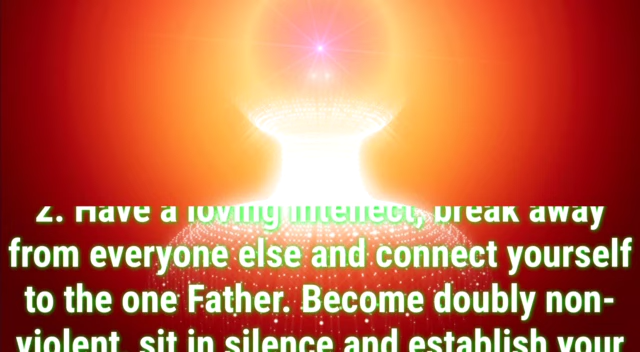 2. Have a loving intellect, break away
from everyone else and connect yourself
to the one Father. Become doubly non-
violent, sit in silence and establish your